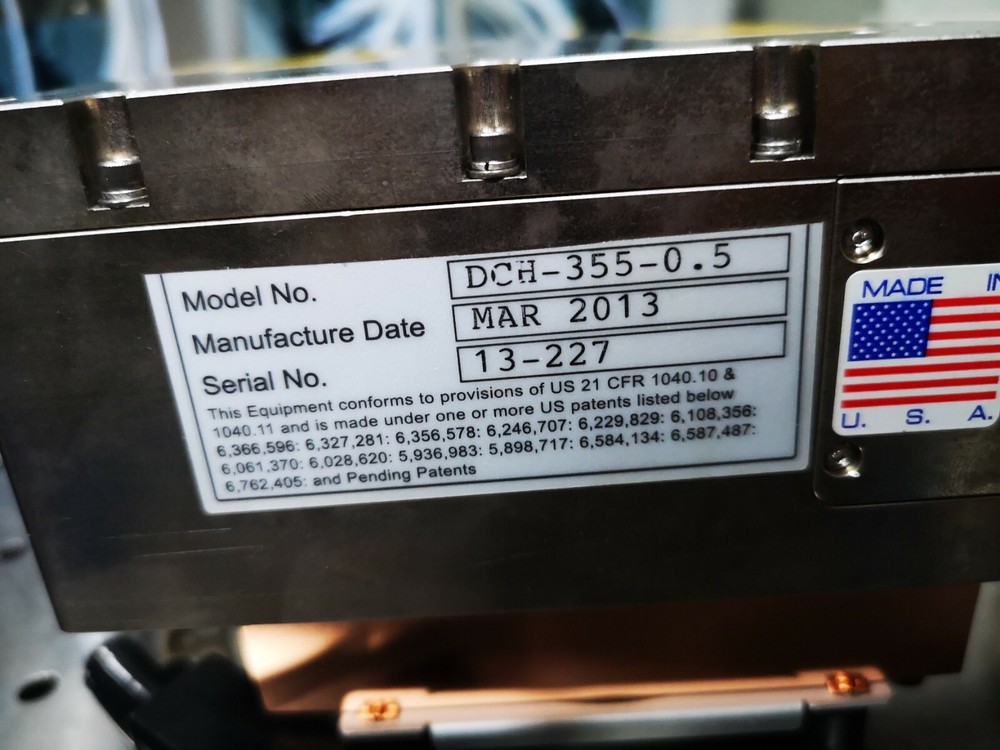 Model No. DCH-355-0.5
Manufacture Date MAR 2013
Serial No. 13-227
This Equipment conforms to provisions of US 21 CFR 1040.10 &
1040.11 and is made under one or more US patents listed below
6,366,596: 6,327,281: 6,356,578: 6,246,707: 6,229,829: 6,108,356:
6,061,370: 6,028,620: 5,936,983: 5,898,717: 6,584,134: 6,587,487:
6,762,405: and Pending Patents
MADE IN
U. S. A.